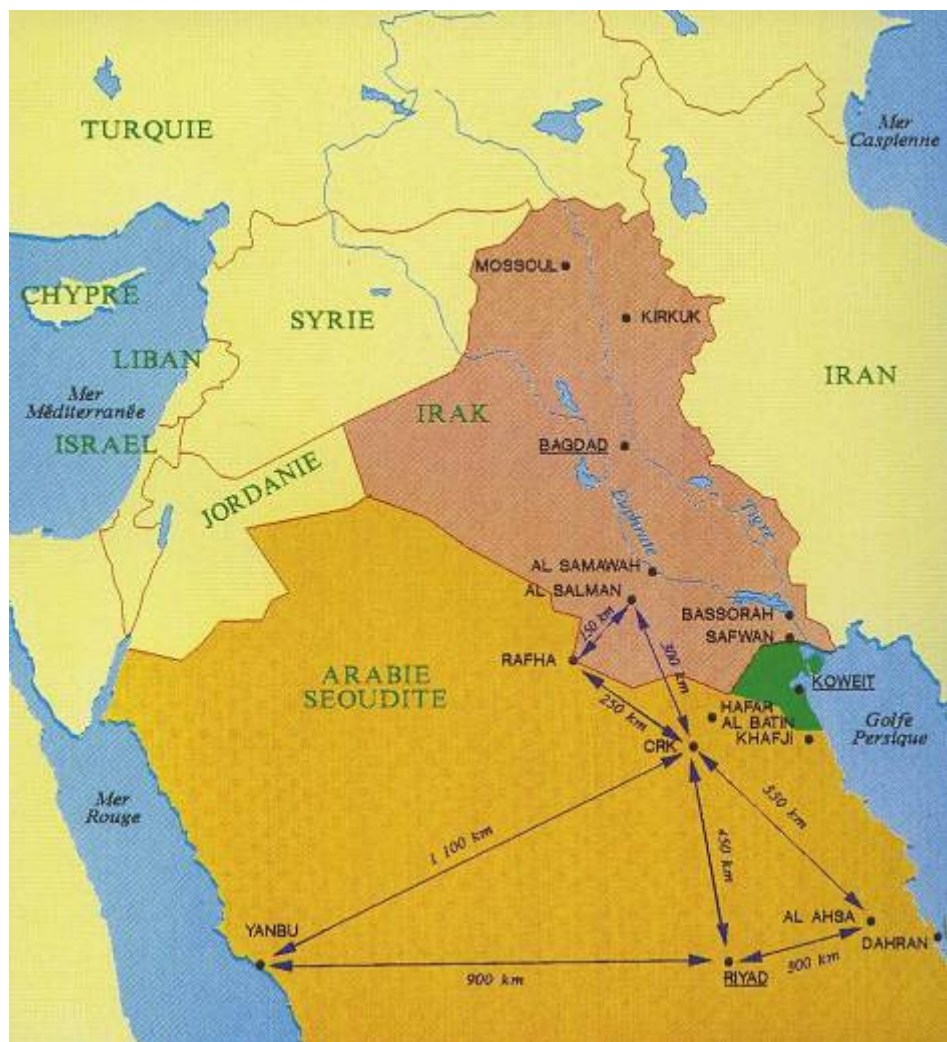 TURQUIE
Mer
Caspienne
MOSSOUL
CHYPRE
SYRIE
KIRKUK
LIBAN
IRAN
Mer
Méditerranée
IRAK
ISRAEL
BAGDAD
JORDANIE
Tigre
Euphrate
AL SAMAWAH
AL SALMAN
BASSORAH
150 km
SAFWAN
RAFHA
300 km
ARABIE
SEOUDITE
KOWEIT
250 km
HAFAR
AL BATIN
KHAFJI
Golfe
Persique
CRK
Mer
Rouge
550 km
1 100 km
450 km
AL AHSA
YANBU
DAHRAN
300 km
900 km
RIYAD